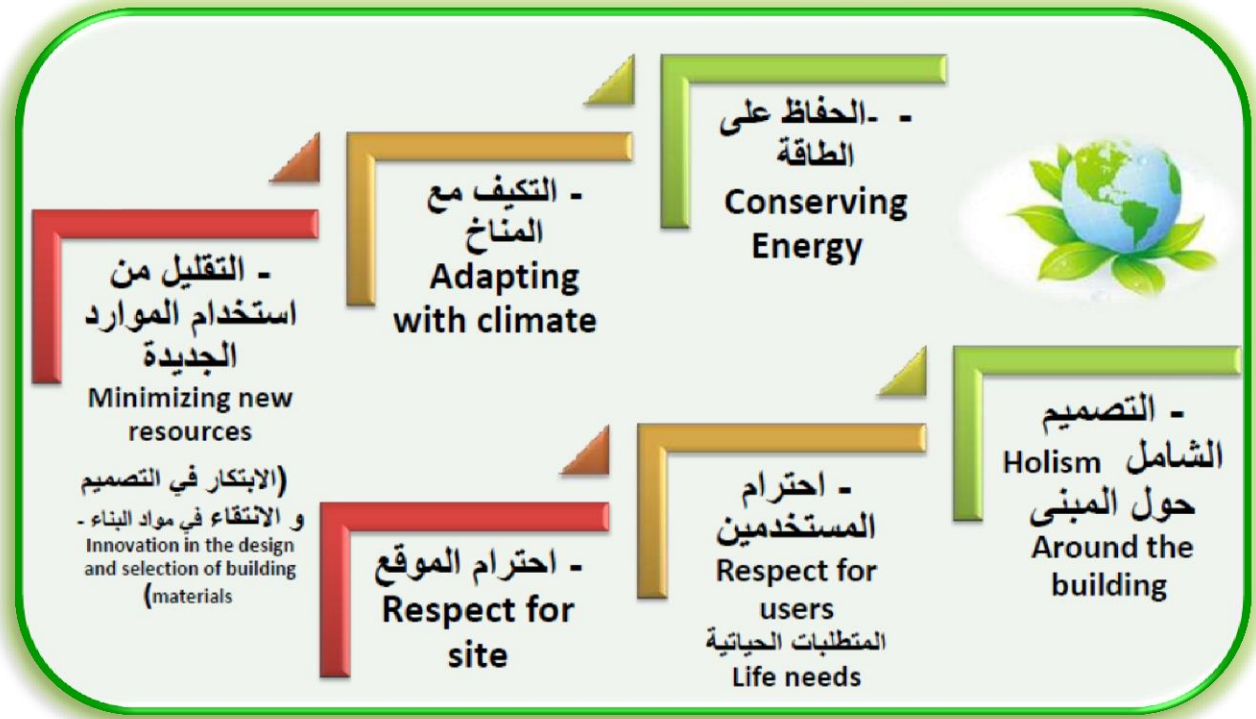 - -الحفاظ على
الطاقة
Conserving
Energy
- التكيف مع
المناخ
Adapting
with climate
- التقليل من
استخدام الموارد
الجديدة
Minimizing new
resources
(الابتكار في التصميم
و الانتقاء في مواد البناء -
Innovation in the design
and selection of building
(materials
- التصميم
الشامل Holism
حول المبنى
Around the
building
- احترام
المستخدمين
Respect for
users
المتطلبات الحياتية
Life needs
- احترام الموقع
Respect for
site